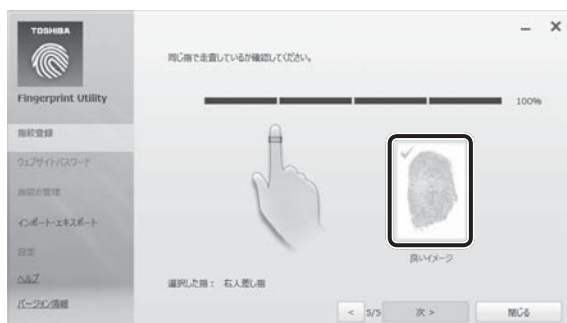 TOSHIBA
Fingerprint Utility
指紋登録
ウェブサイトパスワード
指紋の管理
インポート・エクスポート
設定
ヘルプ
バージョン情報
同じ指で走査しているか確認してください。
100%
良いイメージ
選択した指： 右人差し指
< 5/5 次 > 閉じる